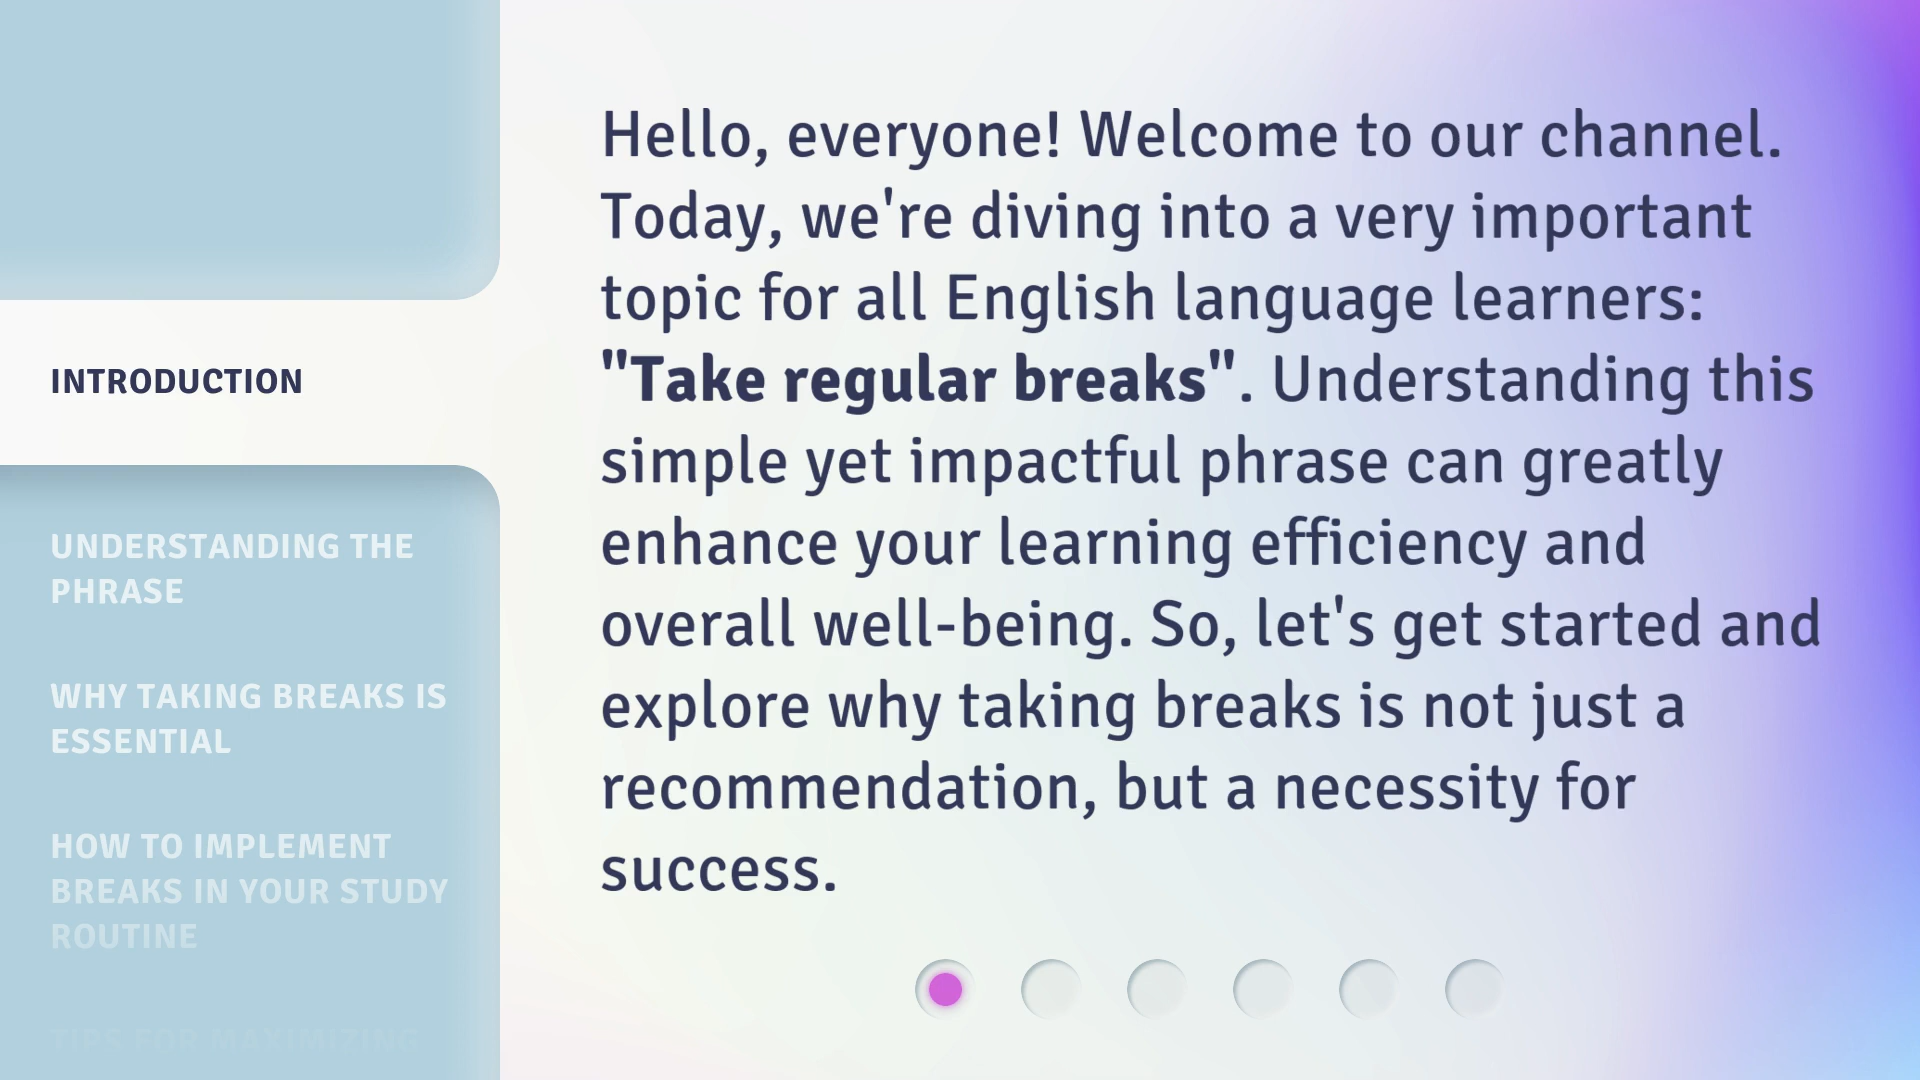 INTRODUCTION
UNDERSTANDING THE
PHRASE
WHY TAKING BREAKS IS
ESSENTIAL
HOW TO IMPLEMENT
BREAKS IN YOUR STUDY
ROUTINE
TIPS FOR MAXIMIZING
Hello, everyone! Welcome to our channel.
Today, we're diving into a very important
topic for all English language learners:
"Take regular breaks". Understanding this
simple yet impactful phrase can greatly
enhance your learning efficiency and
overall well-being. So, let's get started and
explore why taking breaks is not just a
recommendation, but a necessity for
success.